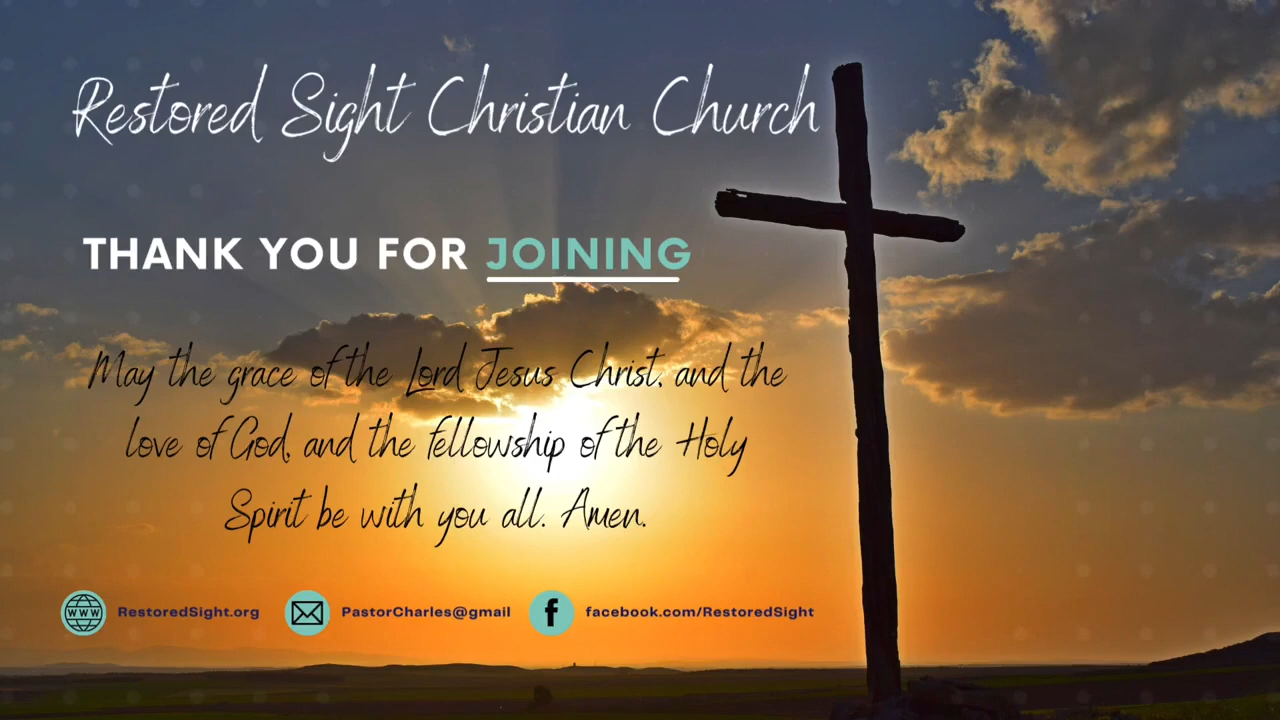 Restored Sight Christian Church
THANK YOU FOR JOINING
May the grace of the Lord Jesus Christ, and the
love of God, and the fellowship of the Holy
Spirit be with you all. Amen.
WWW RestoredSight.org PastorCharles@gmail f facebook.com/RestoredSight